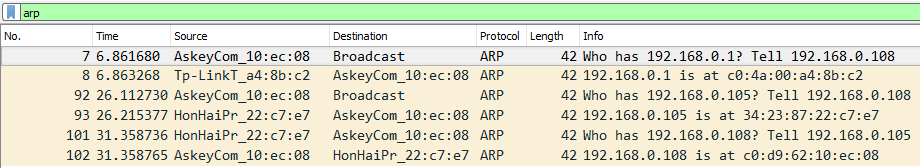 arp
No. Time Source Destination Protocol Length Info
7 6.861680 AskeyCom_10:ec:08 Broadcast ARP 42 Who has 192.168.0.1? Tell 192.168.0.108
8 6.863268 Tp-LinkT_a4:8b:c2 AskeyCom_10:ec:08 ARP 42 192.168.0.1 is at c0:4a:00:a4:8b:c2
92 26.112730 AskeyCom_10:ec:08 Broadcast ARP 42 Who has 192.168.0.105? Tell 192.168.0.108
93 26.215377 HonHaiPr_22:c7:e7 AskeyCom_10:ec:08 ARP 42 192.168.0.105 is at 34:23:87:22:c7:e7
101 31.358736 HonHaiPr_22:c7:e7 AskeyCom_10:ec:08 ARP 42 Who has 192.168.0.108? Tell 192.168.0.105
102 31.358765 AskeyCom_10:ec:08 HonHaiPr_22:c7:e7 ARP 42 192.168.0.108 is at c0:d9:62:10:ec:08